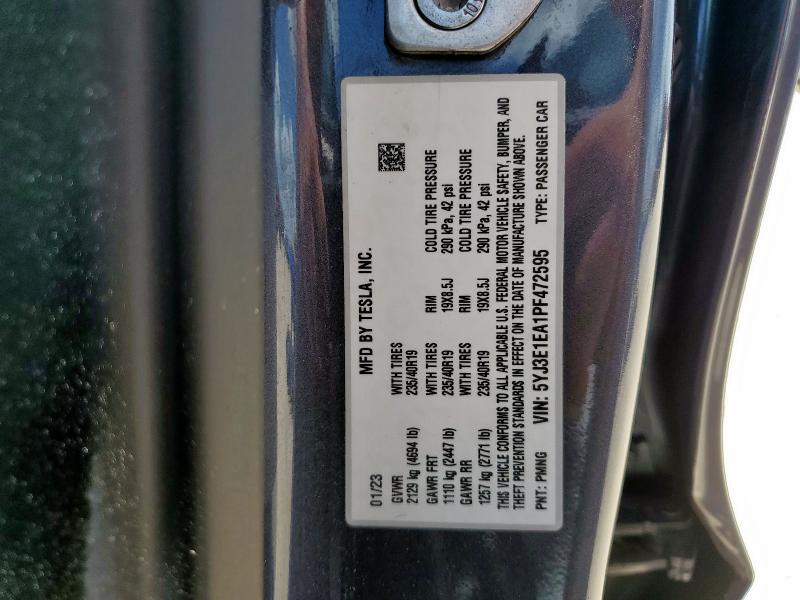 10.9
01/23 MFD BY TESLA, INC.
GVWR WITH TIRES
2129 kg (4694 lb) 235/40R19
GAWR FRT WITH TIRES RIM COLD TIRE PRESSURE
1110 kg (2447 lb) 235/40R19 19X8.5J 290 kPa, 42 psi
GAWR RR WITH TIRES RIM COLD TIRE PRESSURE
1257 kg (2771 lb) 235/40R19 19X8.5J 290 kPa, 42 psi
THIS VEHICLE CONFORMS TO ALL APPLICABLE U.S. FEDERAL MOTOR VEHICLE SAFETY, BUMPER, AND
THEFT PREVENTION STANDARDS IN EFFECT ON THE DATE OF MANUFACTURE SHOWN ABOVE.
PNT: PMNG VIN: 5YJ3E1EA1PF472595 TYPE: PASSENGER CAR